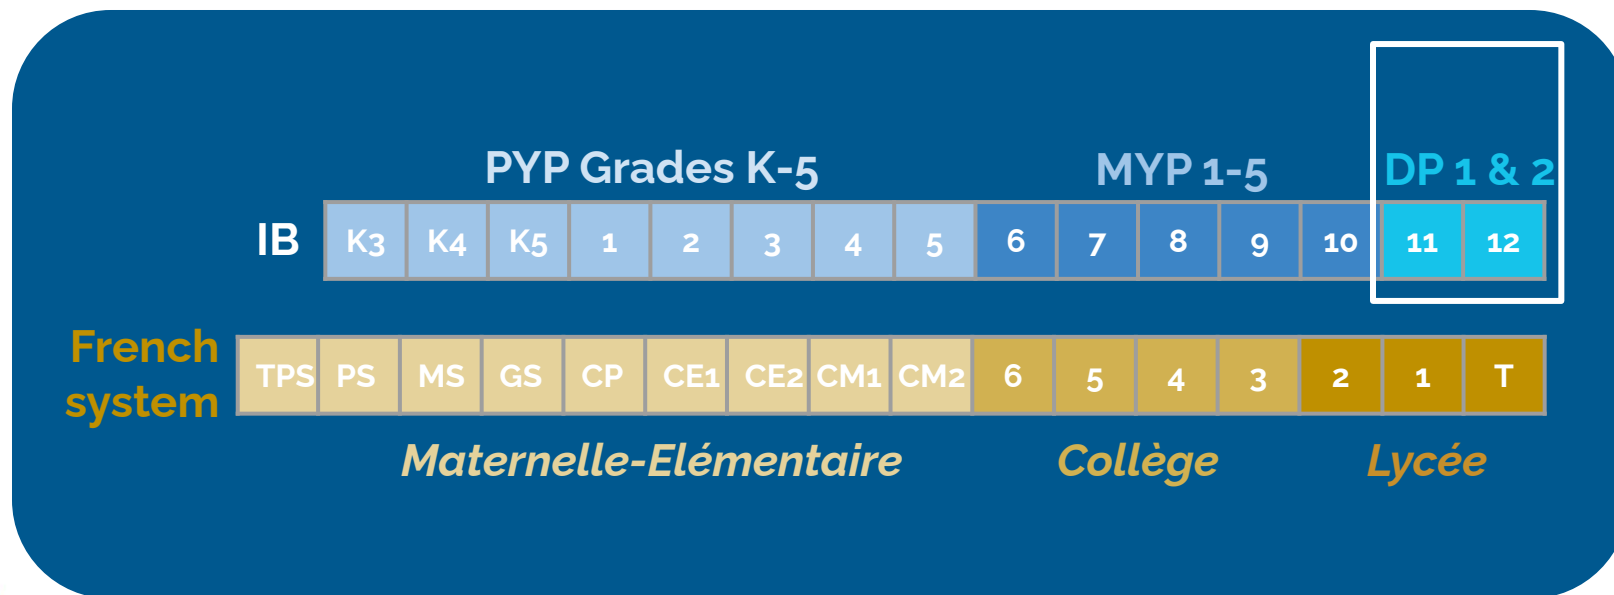 PYP Grades K-5 MYP 1-5 DP 1 & 2
IB K3 K4 K5 1 2 3 4 5 6 7 8 9 10 11 12
French
system
TPS PS MS GS CP CE1 CE2 CM1 CM2 6 5 4 3 2 1 T
Maternelle-Elémentaire Collège Lycée